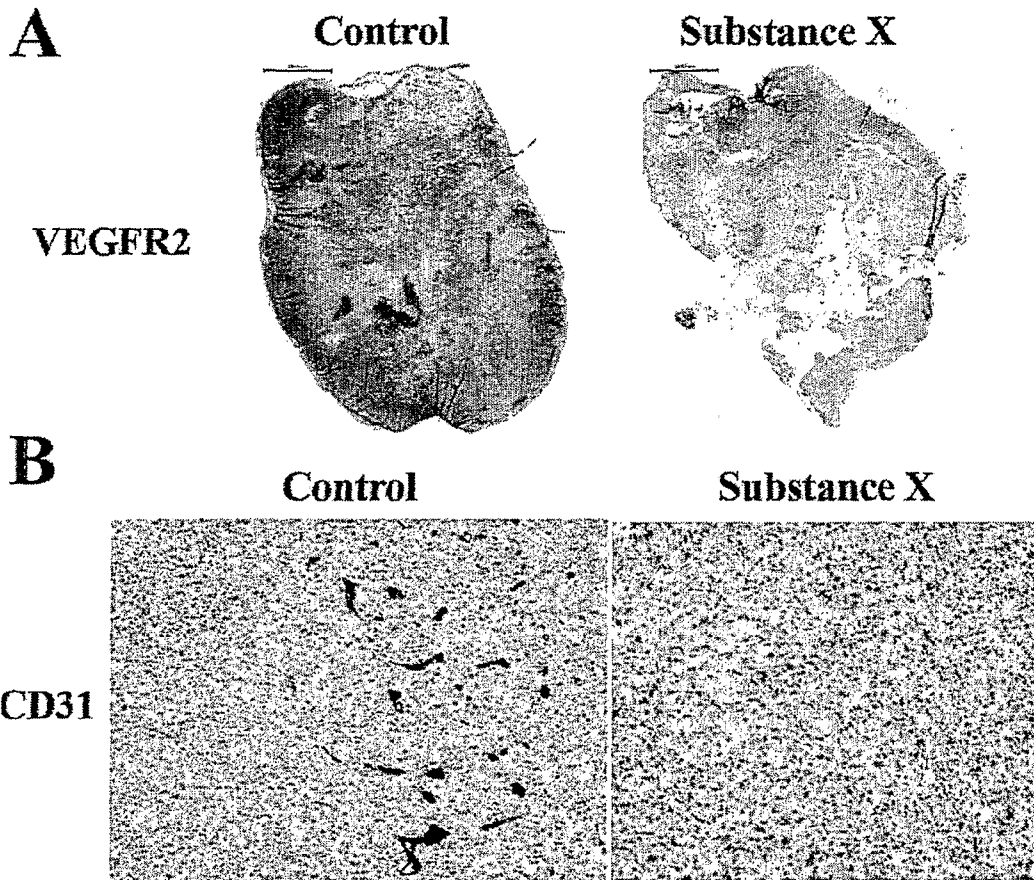 A
Control Substance X
VEGFR2
B
Control Substance X
CD31